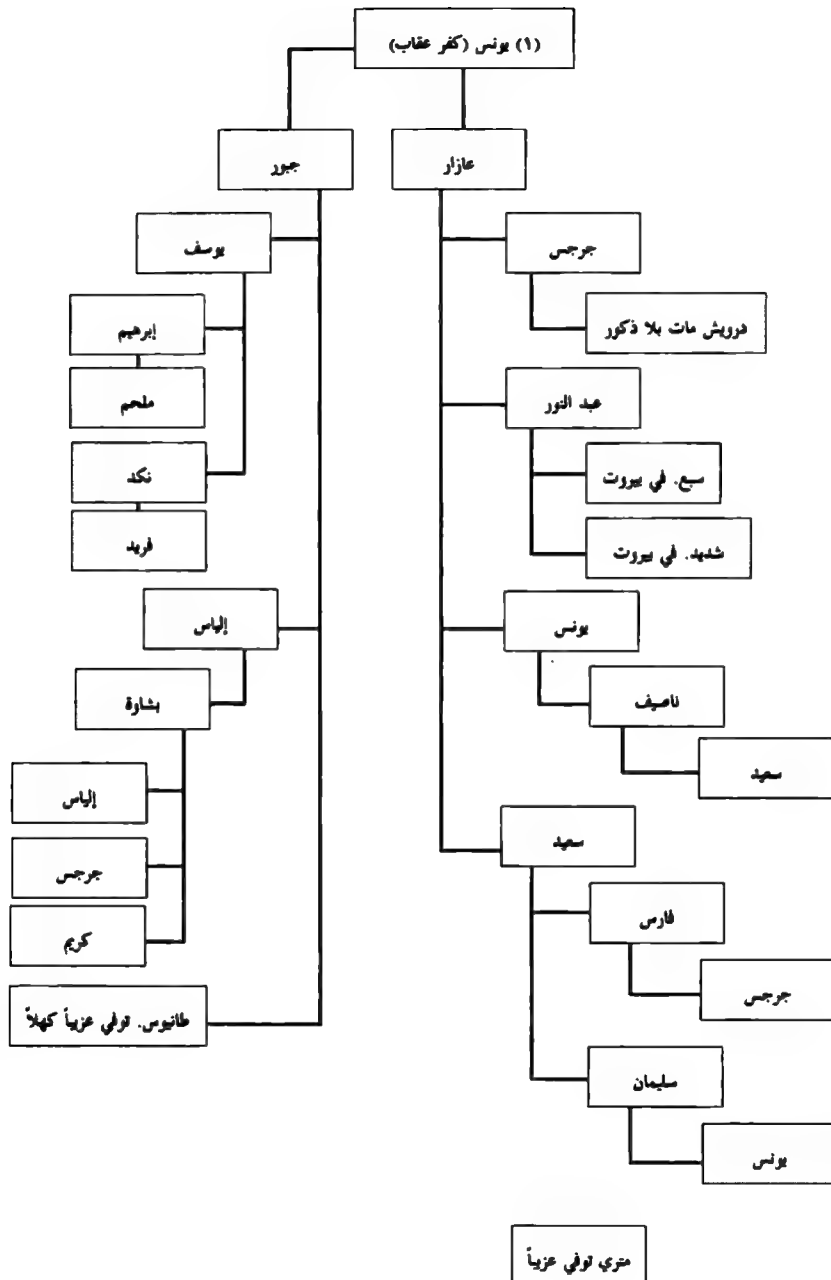 (١) يونس (كفر عقاب)
عازار
جبور
جرجس
يوسف
درويش مات بلا ذكور
إبرهيم
عبد النور
ملحم
سبع. في بيروت
نكد
شديد. في بيروت
فريد
يونس
إلياس
ناصيف
بشاوة
سعيد
إلياس
سعيد
جرجس
فارس
كريم
جرجس
طانيوس. توفي عزيباً كهلاً
سليمان
يونس
متري توفي عزيباً